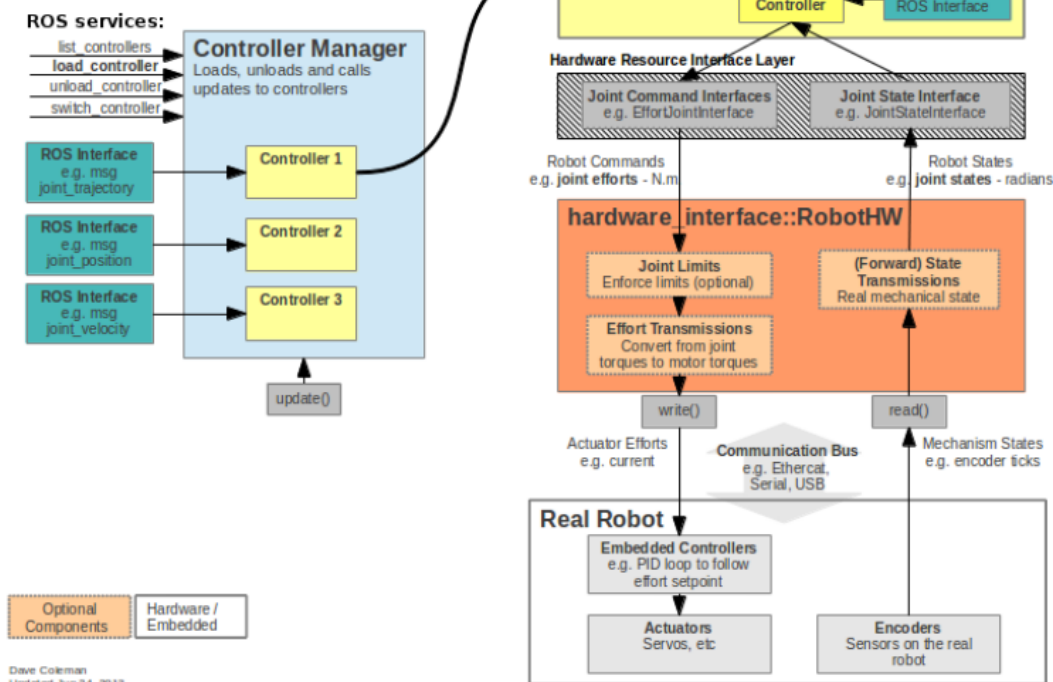 ROS services:
list_controllers
load_controller
unload_controller
switch_controller
Controller Manager
Loads, unloads and calls
updates to controllers
ROS Interface
e.g. msg
joint_trajectory
Controller 1
ROS Interface
e.g. msg
joint_position
Controller 2
ROS Interface
e.g. msg
joint_velocity
Controller 3
update()
Controller
ROS Interface
Hardware Resource Interface Layer
Joint Command Interfaces
e.g. EffortJointInterface
Joint State Interface
e.g. JointStateInterface
Robot Commands
e.g. joint efforts - N.m
Robot States
e.g. joint states - radians
hardware_interface::RobotHW
Joint Limits
Enforce limits (optional)
Effort Transmissions
Convert from joint
torques to motor torques
(Forward) State
Transmissions
Real mechanical state
write()
read()
Actuator Efforts
e.g. current
Communication Bus
e.g. Ethercat,
Serial, USB
Mechanism States
e.g. encoder ticks
Real Robot
Embedded Controllers
e.g. PID loop to follow
effort setpoint
Actuators
Servos, etc
Encoders
Sensors on the real
robot
Optional
Components
Hardware /
Embedded
Dave Coleman